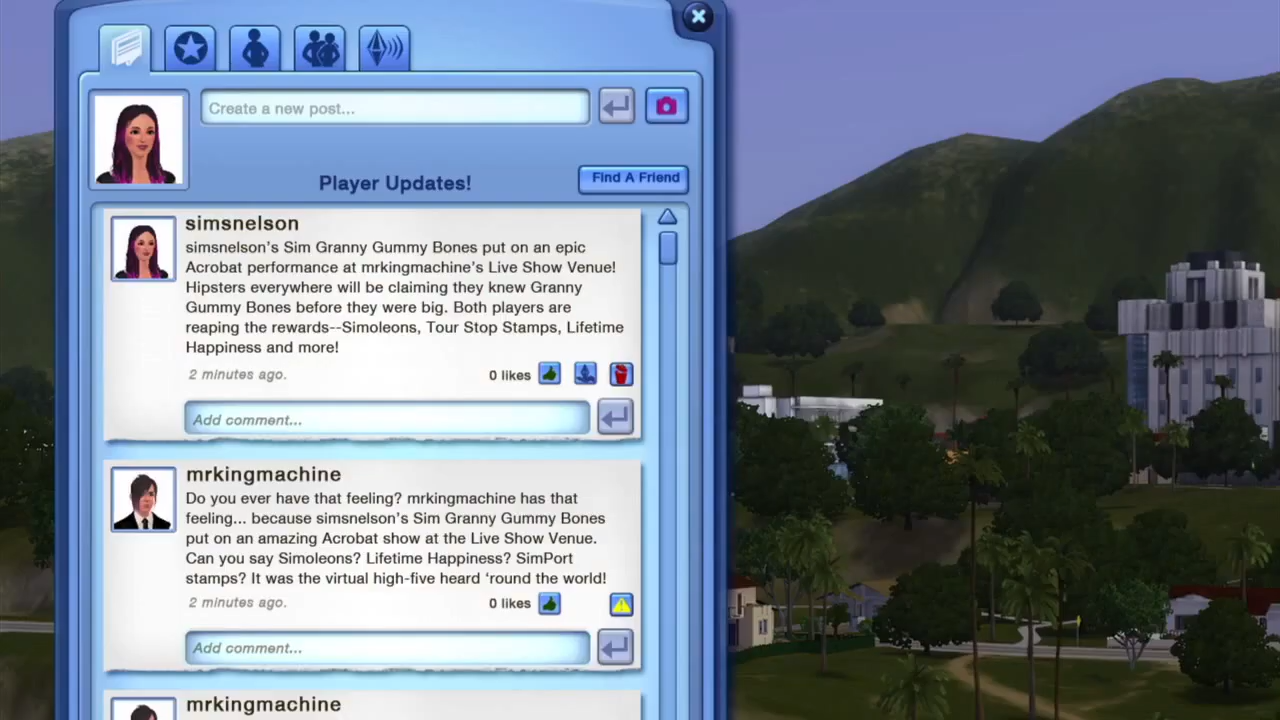 Create a new post...
Player Updates!
Find A Friend
simsnelson
simsnelson's Sim Granny Gummy Bones put on an epic
Acrobat performance at mrkingmachine's Live Show Venue!
Hipsters everywhere will be claiming they knew Granny
Gummy Bones before they were big. Both players are
reaping the rewards--Simoleons, Tour Stop Stamps, Lifetime
Happiness and more!
2 minutes ago.
0 likes
Add comment...
mrkingmachine
Do you ever have that feeling? mrkingmachine has that
feeling... because simsnelson's Sim Granny Gummy Bones
put on an amazing Acrobat show at the Live Show Venue.
Can you say Simoleons? Lifetime Happiness? SimPort
stamps? It was the virtual high-five heard ‘round the world!
2 minutes ago.
0 likes
Add comment...
mrkingmachine